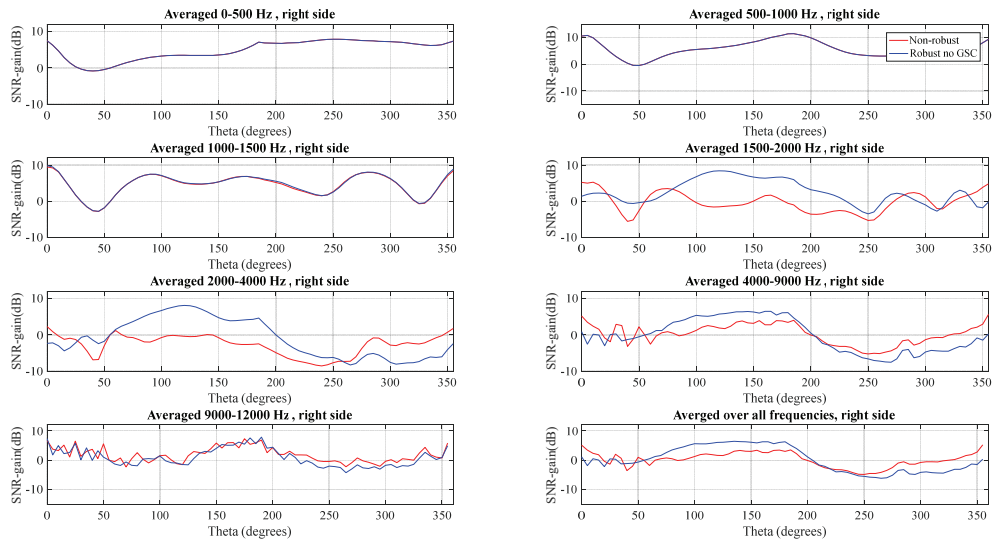 Averaged 0-500 Hz , right side
SNR-gain(dB)
10
0
-10
0 50 100 150 200 250 300 350
Theta (degrees)
Averaged 500-1000 Hz , right side
SNR-gain(dB)
10
0
-10
Non-robust
Robust no GSC
0 50 100 150 200 250 300 350
Theta (degrees)
Averaged 1000-1500 Hz , right side
SNR-gain(dB)
10
0
-10
0 50 100 150 200 250 300 350
Theta (degrees)
Averaged 1500-2000 Hz , right side
SNR-gain(dB)
10
0
-10
0 50 100 150 200 250 300 350
Theta (degrees)
Averaged 2000-4000 Hz , right side
SNR-gain(dB)
10
0
-10
0 50 100 150 200 250 300 350
Theta (degrees)
Averaged 4000-9000 Hz , right side
SNR-gain(dB)
10
0
-10
0 50 100 150 200 250 300 350
Theta (degrees)
Averaged 9000-12000 Hz , right side
SNR-gain(dB)
10
0
-10
0 50 100 150 200 250 300 350
Theta (degrees)
Averged over all frequencies, right side
SNR-gain(dB)
10
0
-10
0 50 100 150 200 250 300 350
Theta (degrees)